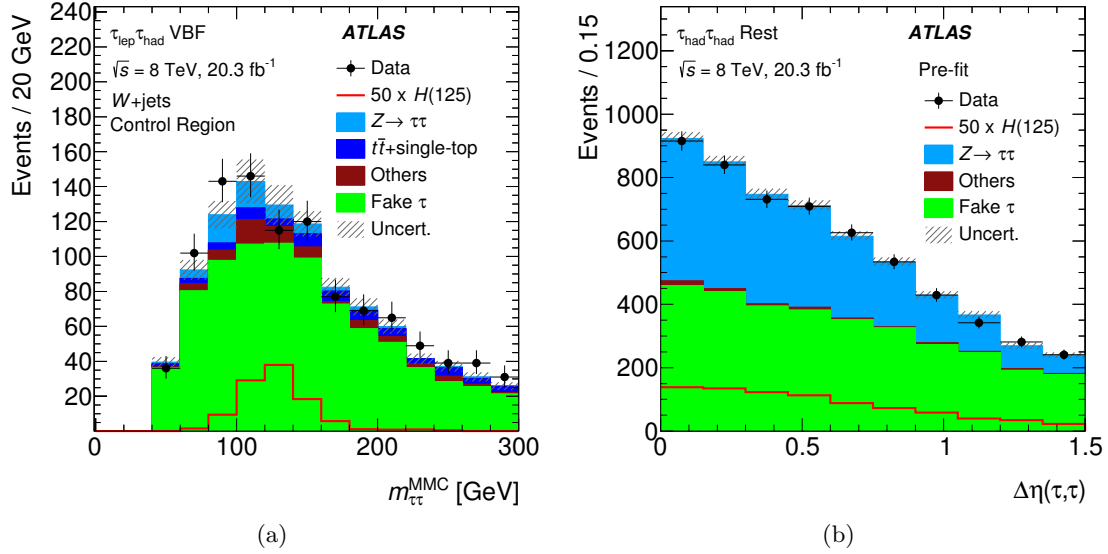 τlepτhad VBF ATLAS
√s = 8 TeV, 20.3 fb-1
W+jets
Control Region
Data
50 x H(125)
Z→ ττ
tt̄+single-top
Others
Fake τ
Uncert.
Events / 20 GeV
240
220
200
180
160
140
120
100
80
60
40
20
0 100 200 300
mττMMC [GeV]
(a)
τhadτhad Rest ATLAS
√s = 8 TeV, 20.3 fb-1
Pre-fit
Data
50 x H(125)
Z→ ττ
Others
Fake τ
Uncert.
Events / 0.15
1200
1000
800
600
400
200
0
0 0.5 1 1.5
Δη(τ,τ)
(b)